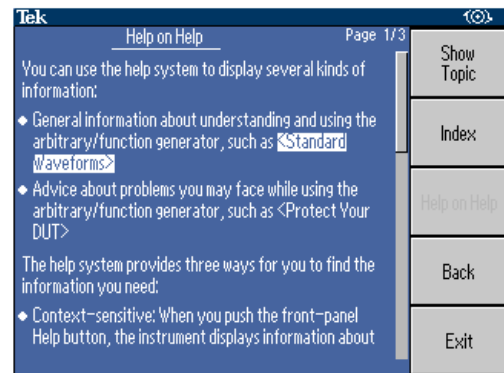 Tek
Help on Help
Page 1/3
You can use the help system to display several kinds of
information:
◆ General information about understanding and using the
arbitrary/function generator, such as <Standard
Waveforms>
◆ Advice about problems you may face while using the
arbitrary/function generator, such as <Protect Your
DUT>
The help system provides three ways for you to find the
information you need:
◆ Context-sensitive: When you push the front-panel
Help button, the instrument displays information about
Show
Topic
Index
Help on Help
Back
Exit